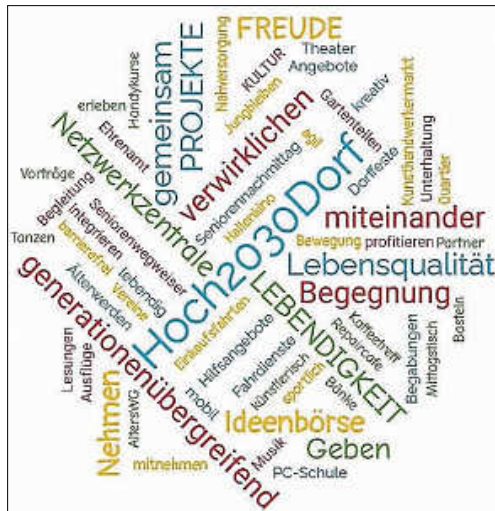 FREUDE
Theater
Angebote
Nahversorgung
KULTUR
Jungbleiben
PROJEKTE
gemeinsam
Handykurse
erleben
Ehrenamt
Netzwerkzentrale
verwirklichen
Gartenteilen
kreativ
Kunsthandwerkermarkt
Unterhaltung
Quartier
Dorffeste
Seniorennachmittag
Hallenkino
Hoch2030Dorf
Vorträge
Begleitung
Integrieren
Seniorenwegweiser
Tanzen
barrierefrei
lebendig
Vereine
Älterwerden
miteinander
Bewegung
profitieren
Partner
Lebensqualität
Begegnung
LEBENDIGKEIT
generationenübergreifend
Einkaufsfahrten
Hilfsangebote
Fahrdienste
künstlerisch
sportlich
Bänke
Repaircafe
Kaffeetreff
Begabungen
Mittagstisch
Basteln
Lesungen
Ausflüge
Nehmen
AltersWG
mitnehmen
mobil
Ideenbörse
Musik
Geben
PC-Schule